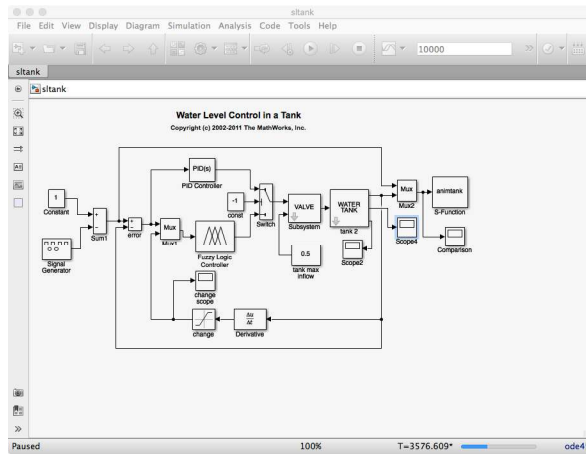 sltank
File Edit View Display Diagram Simulation Analysis Code Tools Help
10000
sltank
sltank
Water Level Control in a Tank
Copyright (c) 2002-2011 The MathWorks, Inc.
PID(s)
PID Controller
Mux
Mux2
animtank
S-Function
1
Constant
-1
const
Switch
VALVE
Subsystem
WATER
TANK
tank 2
Sum1
error
Mux
Mux1
Fuzzy Logic
Controller
Scope4
Comparison
Signal
Generator
0.5
tank max
inflow
Scope2
change
scope
change
Δu
Δt
Derivative
Paused
100%
T=3576.609*
ode4